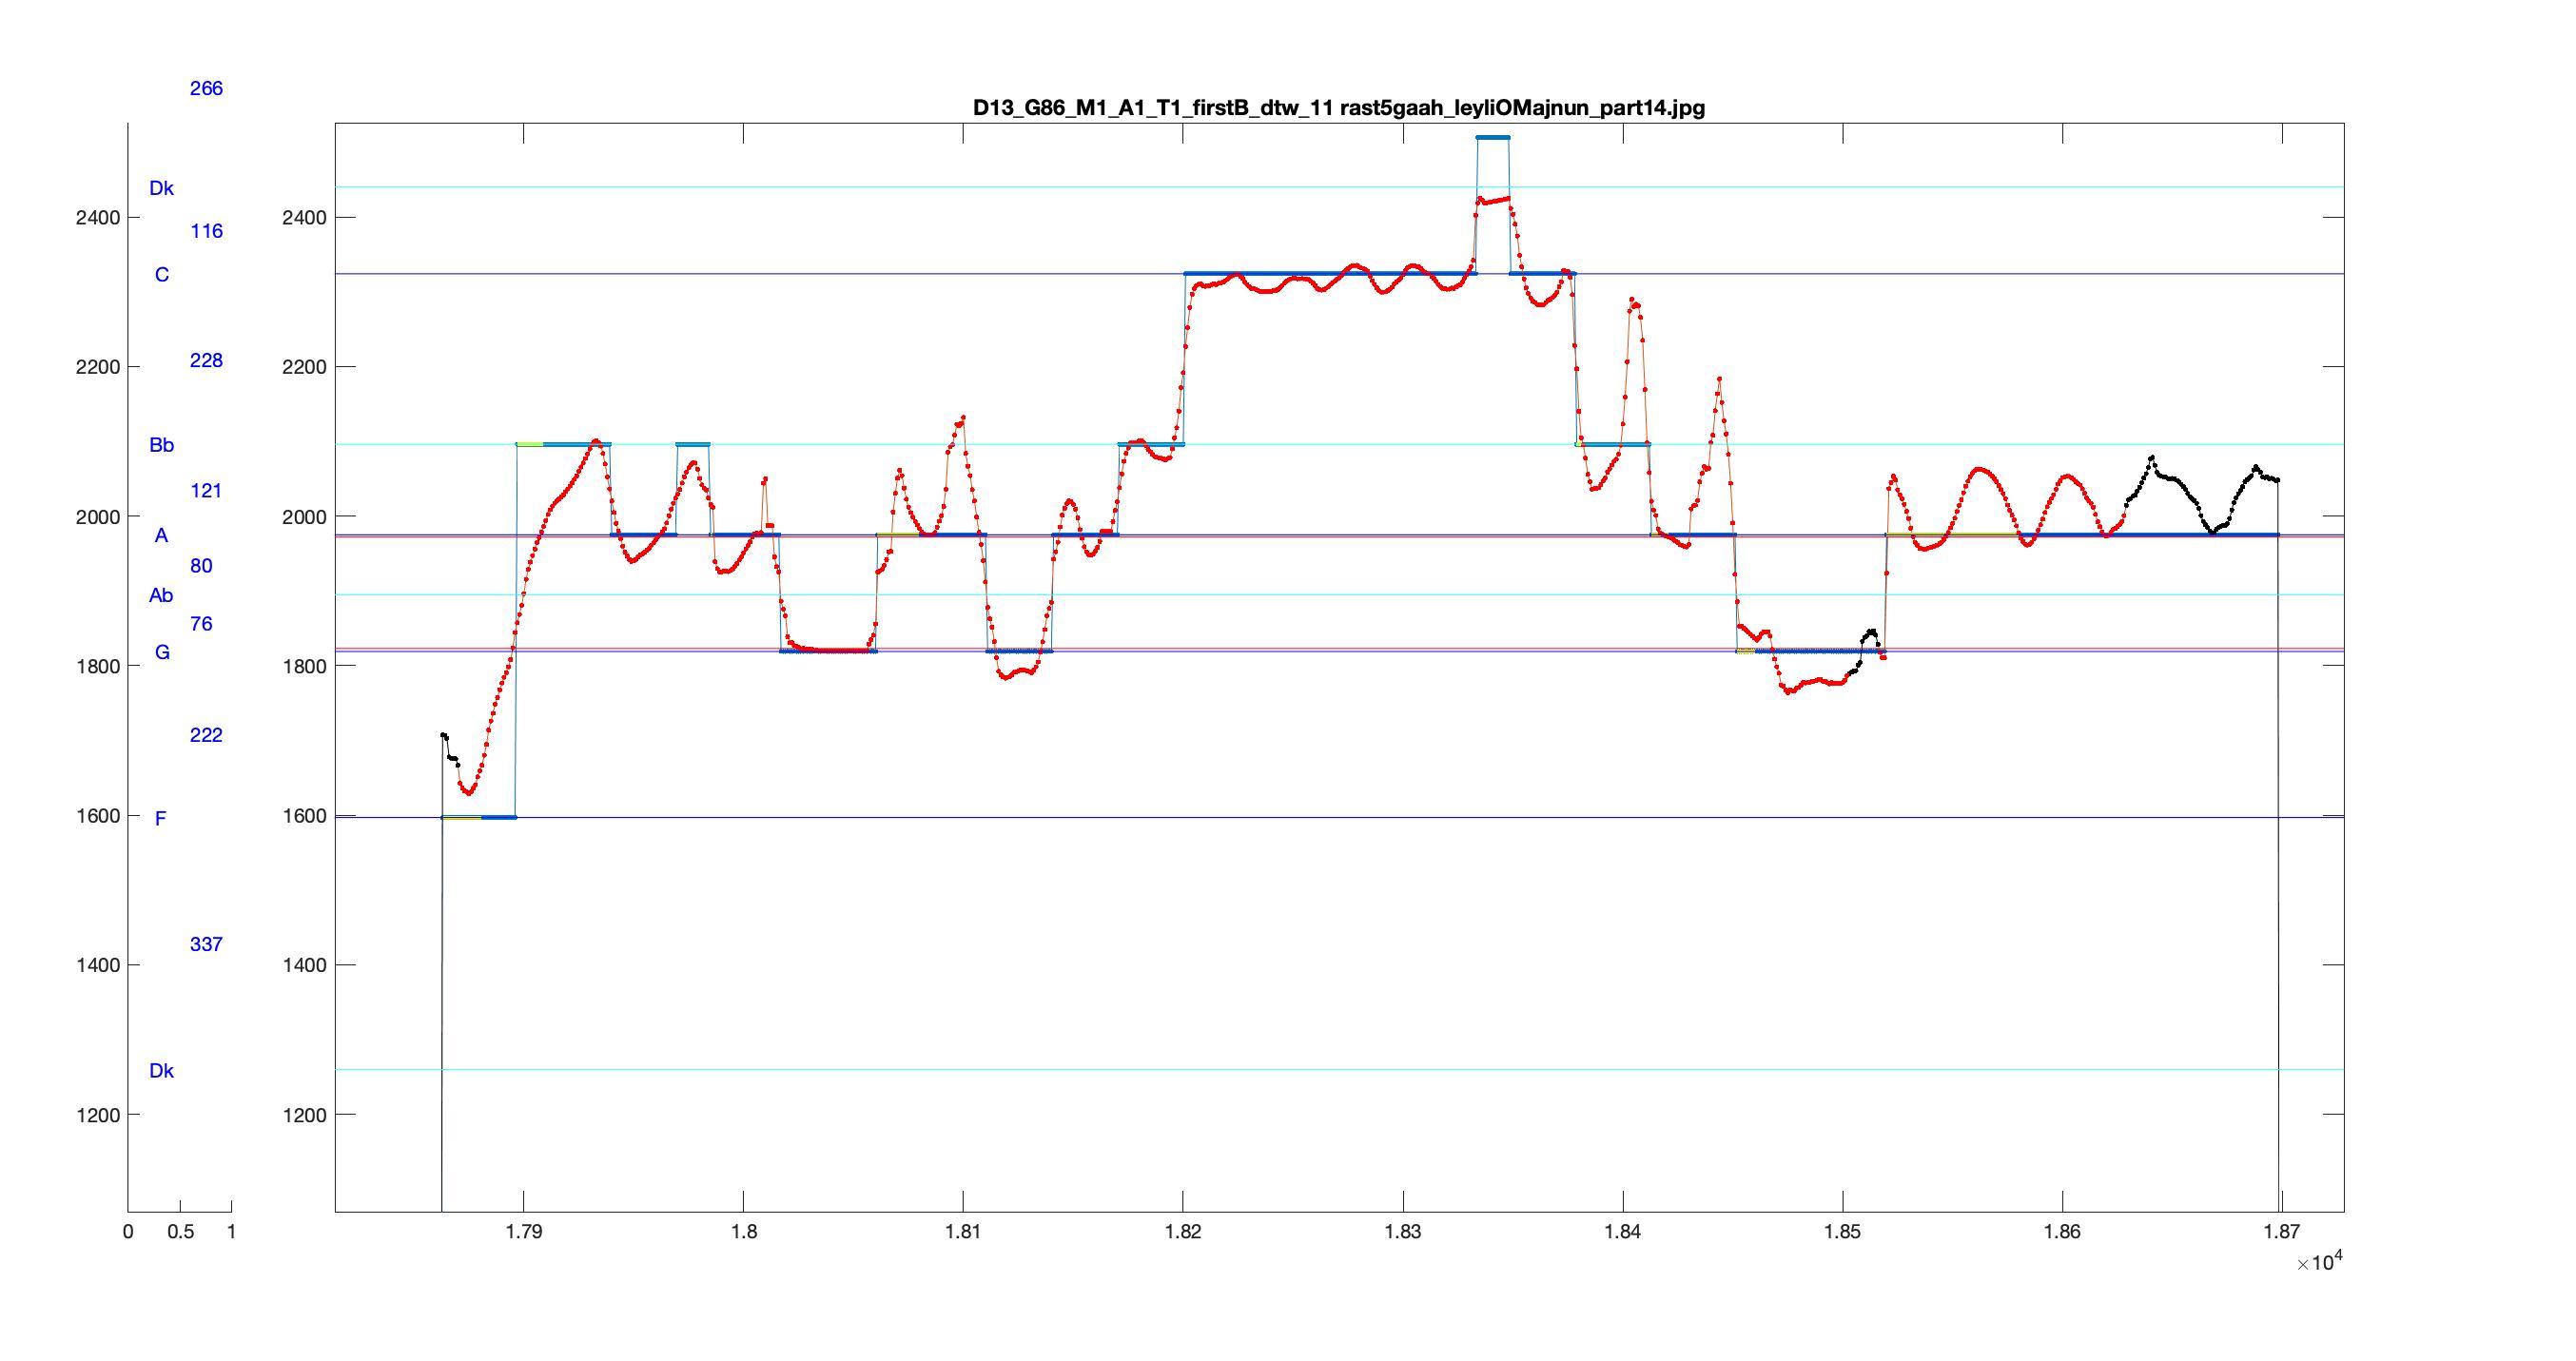 266
D13_G86_M1_A1_T1_firstB_dtw_11 rast5gaah_leyliOMajnun_part14.jpg
Dk
2400 2400
116
C
228
2200 2200
Bb
121
2000 2000
A
80
Ab
76
G
1800 1800
222
1600 F 1600
337
1400 1400
Dk
1200 1200
0 0.5 1 1.79 1.8 1.81 1.82 1.83 1.84 1.85 1.86 1.87
×10^4